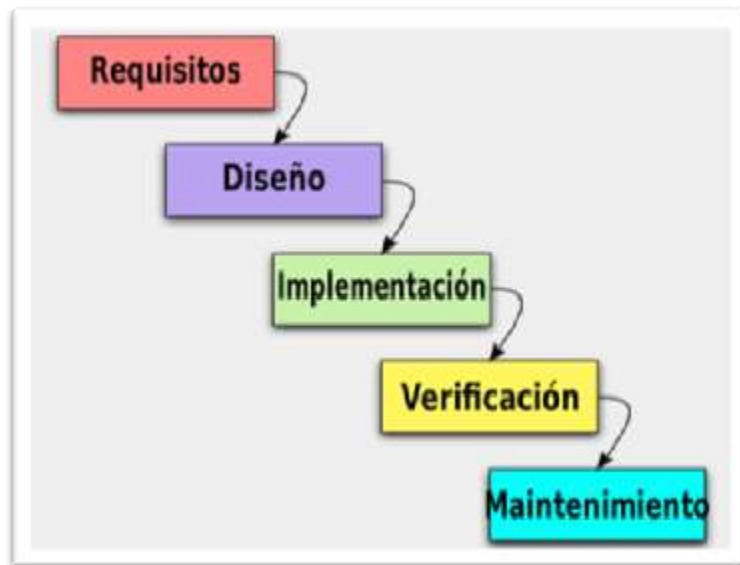 Requisitos
Diseño
Implementación
Verificación
Maintenimiento